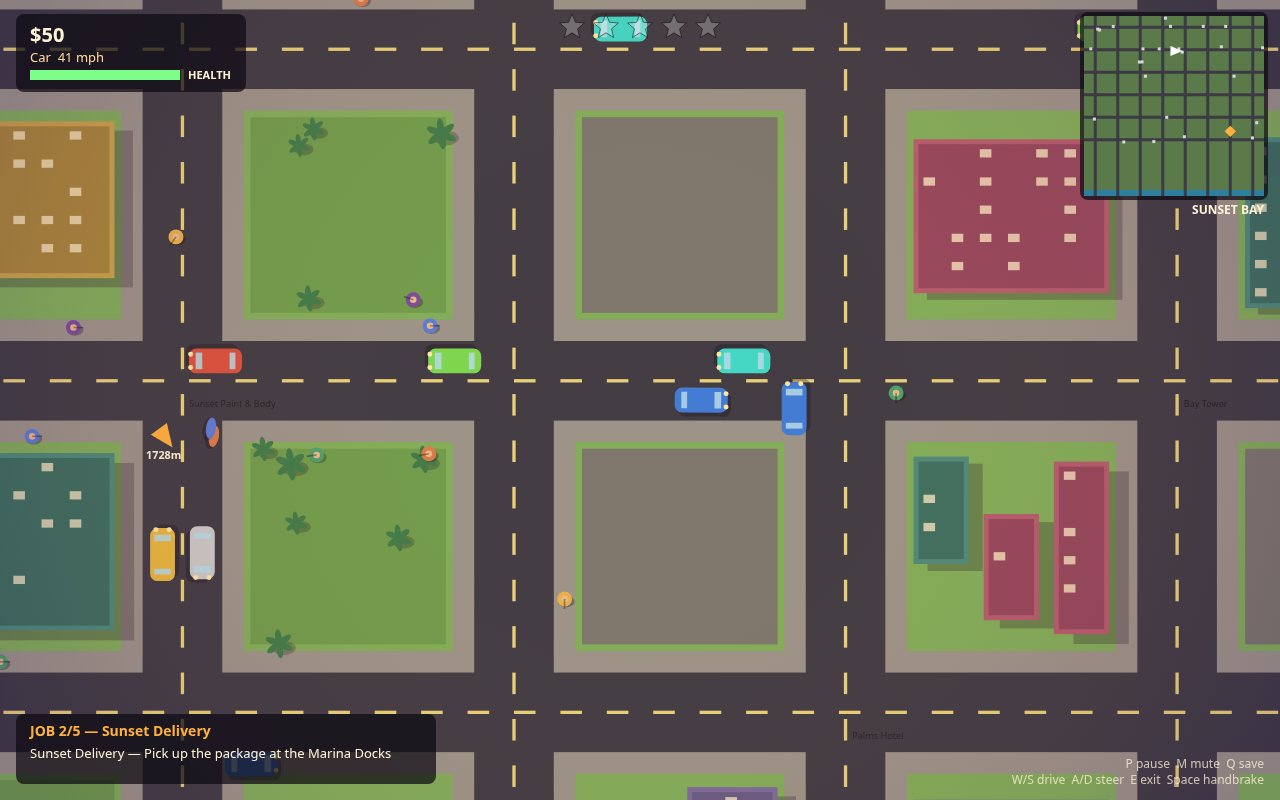 $50
Car 41 mph
HEALTH
SUNSET BAY
Sunset Paint & Body
Bay Tower
1728m
JOB 2/5 — Sunset Delivery
Sunset Delivery — Pick up the package at the Marina Docks
Palms Hotel
P pause M mute Q save
W/S drive A/D steer E exit Space handbrake